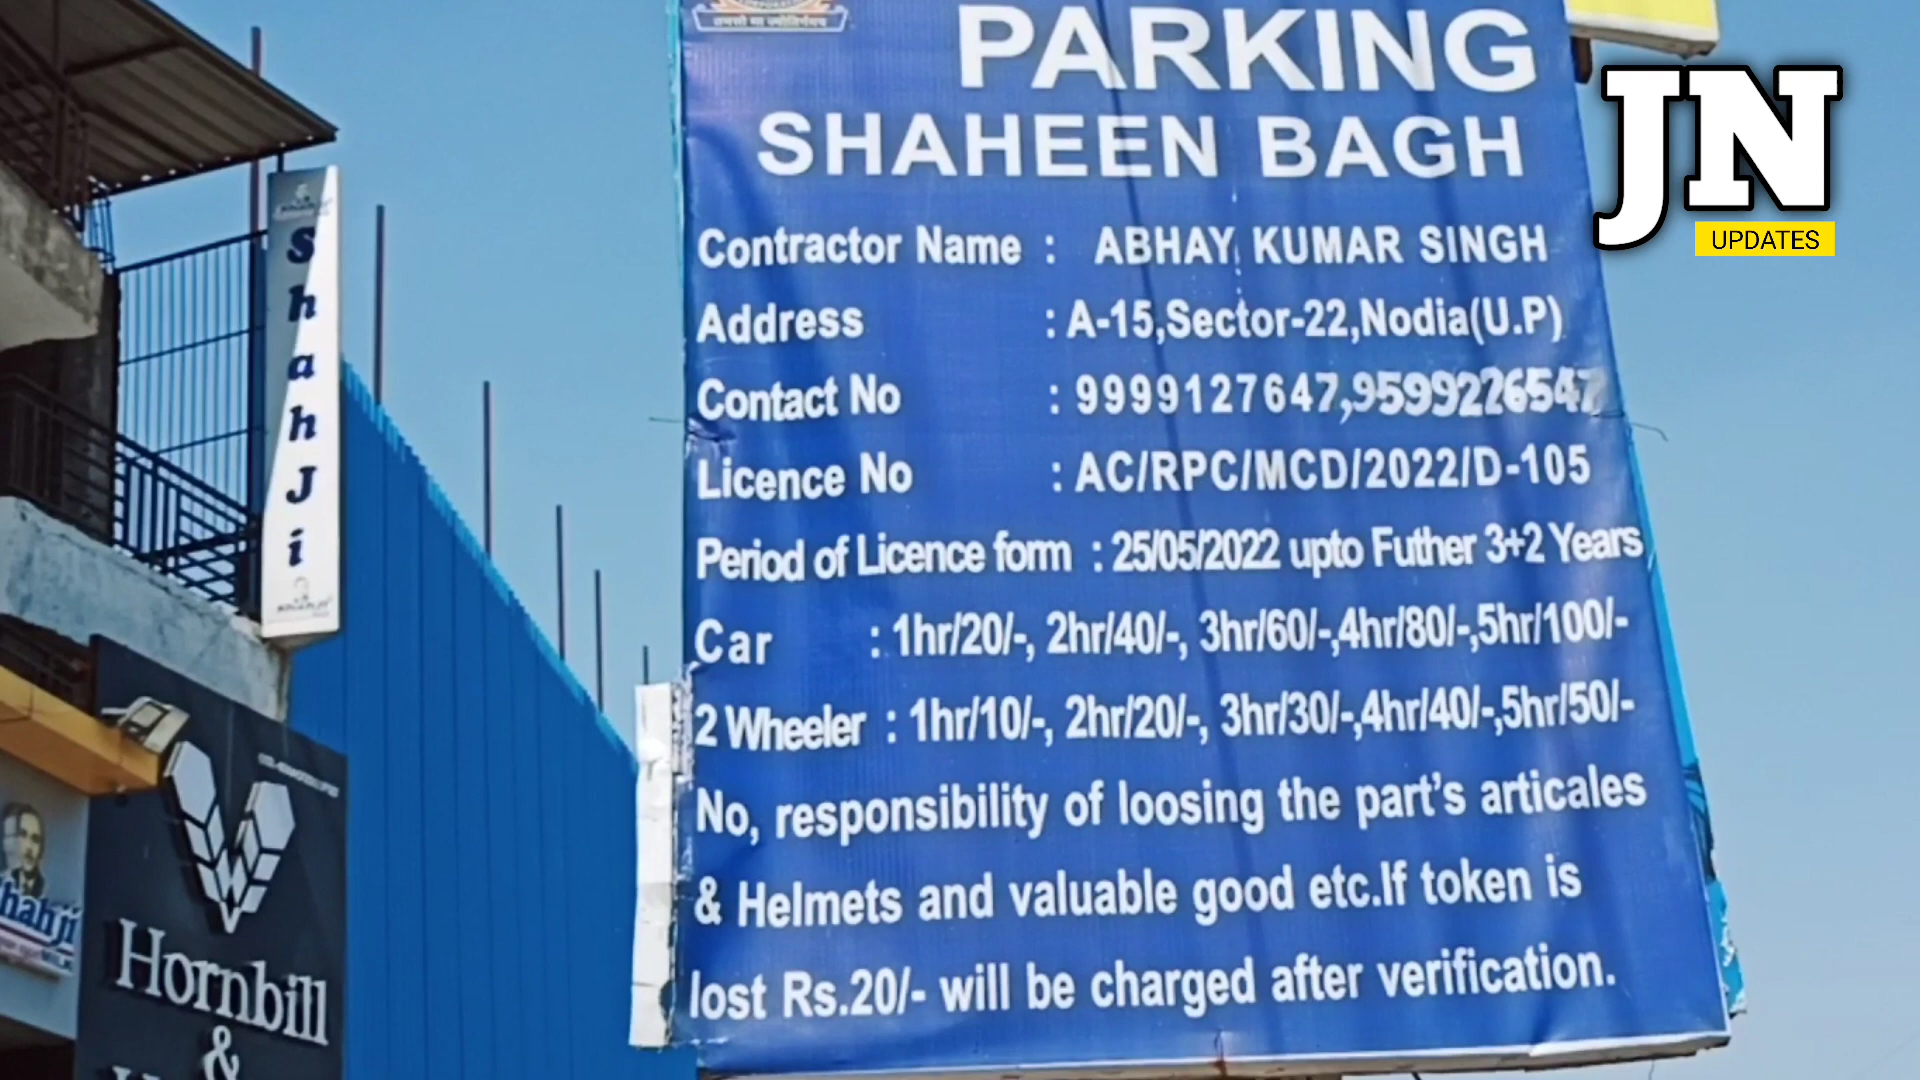 तमसो मा ज्योतिर्गमय
PARKING
SHAHEEN BAGH
Contractor Name : ABHAY KUMAR SINGH
Address : A-15,Sector-22,Nodia(U.P)
Contact No : 9999127647,9599226547
Licence No : AC/RPC/MCD/2022/D-105
Period of Licence form : 25/05/2022 upto Futher 3+2 Years
Car : 1hr/20/-, 2hr/40/-, 3hr/60/-,4hr/80/-,5hr/100/-
2 Wheeler : 1hr/10/-, 2hr/20/-, 3hr/30/-,4hr/40/-,5hr/50/-
No, responsibility of loosing the part's articales
& Helmets and valuable good etc.If token is
lost Rs.20/- will be charged after verification.
JN
UPDATES
ShahJi
hahji
Hornbill
&